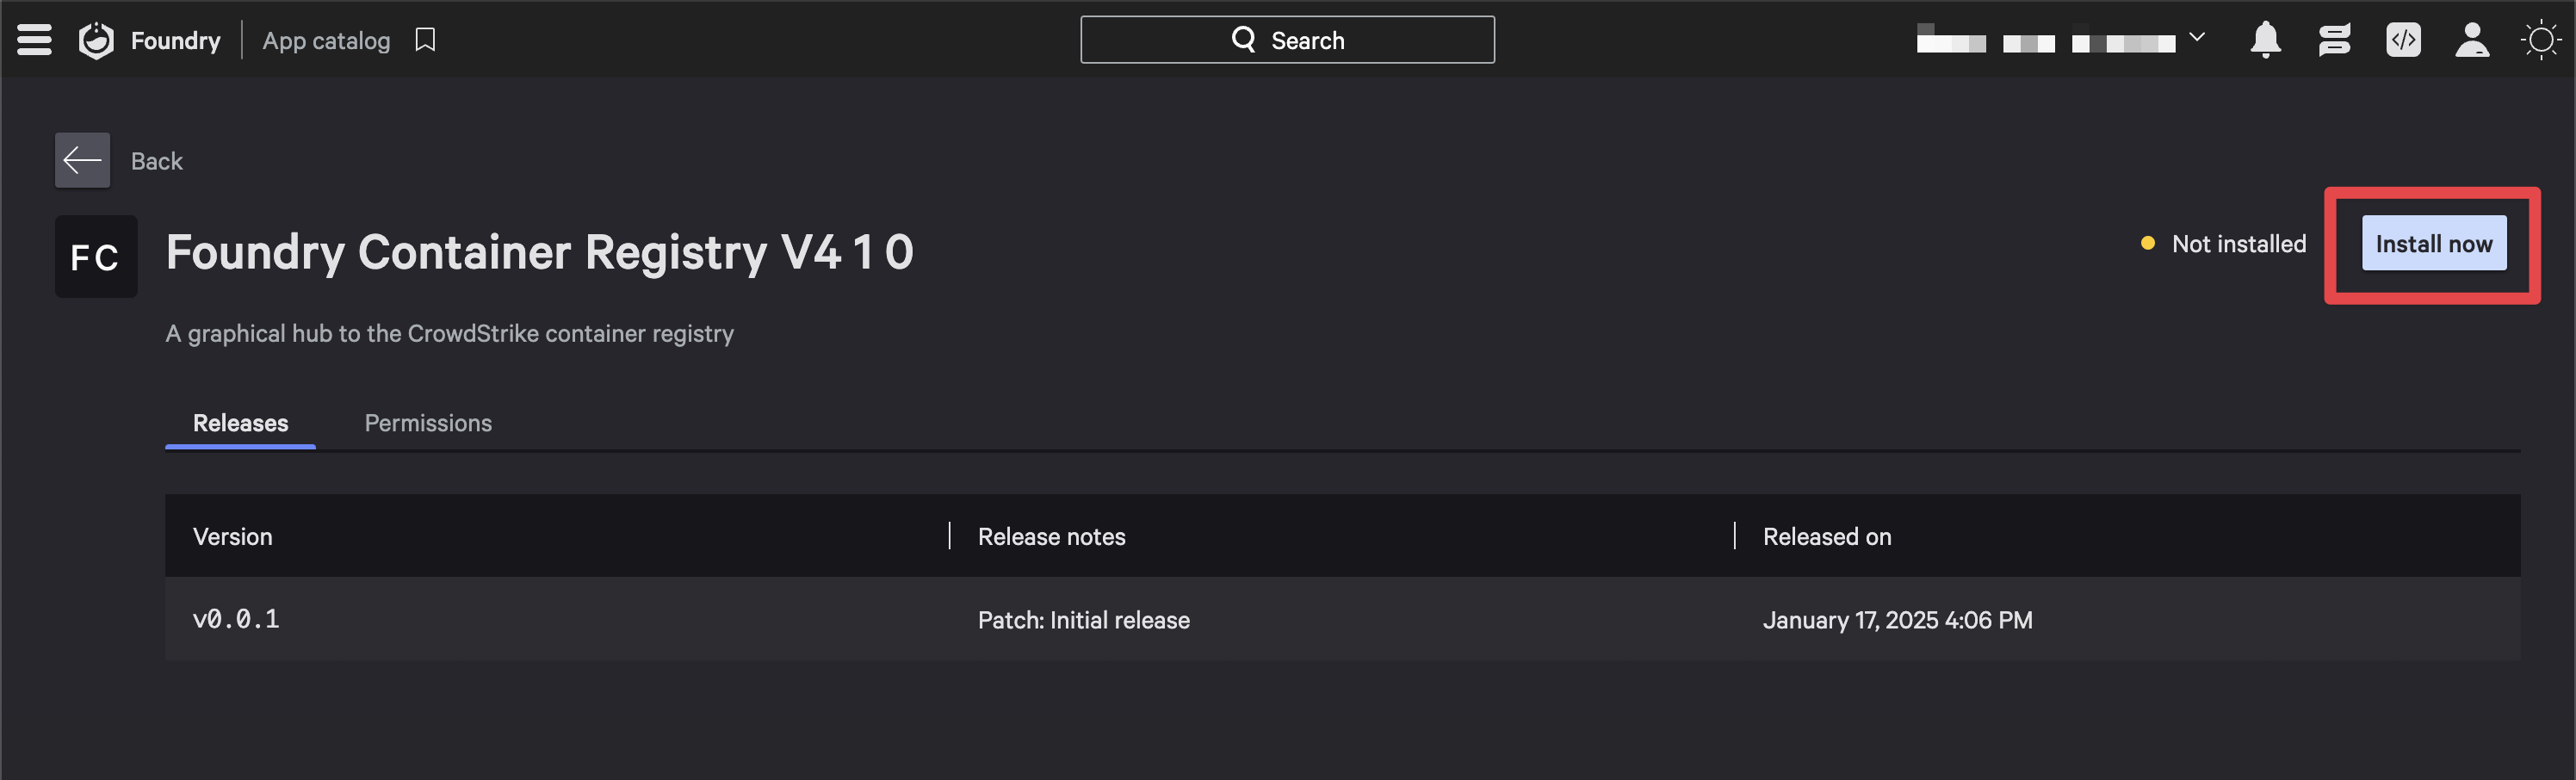 Foundry App catalog Search
Back
FC Foundry Container Registry V4 1 0 Not installed Install now
A graphical hub to the CrowdStrike container registry
Releases Permissions
Version Release notes Released on
v0.0.1 Patch: Initial release January 17, 2025 4:06 PM